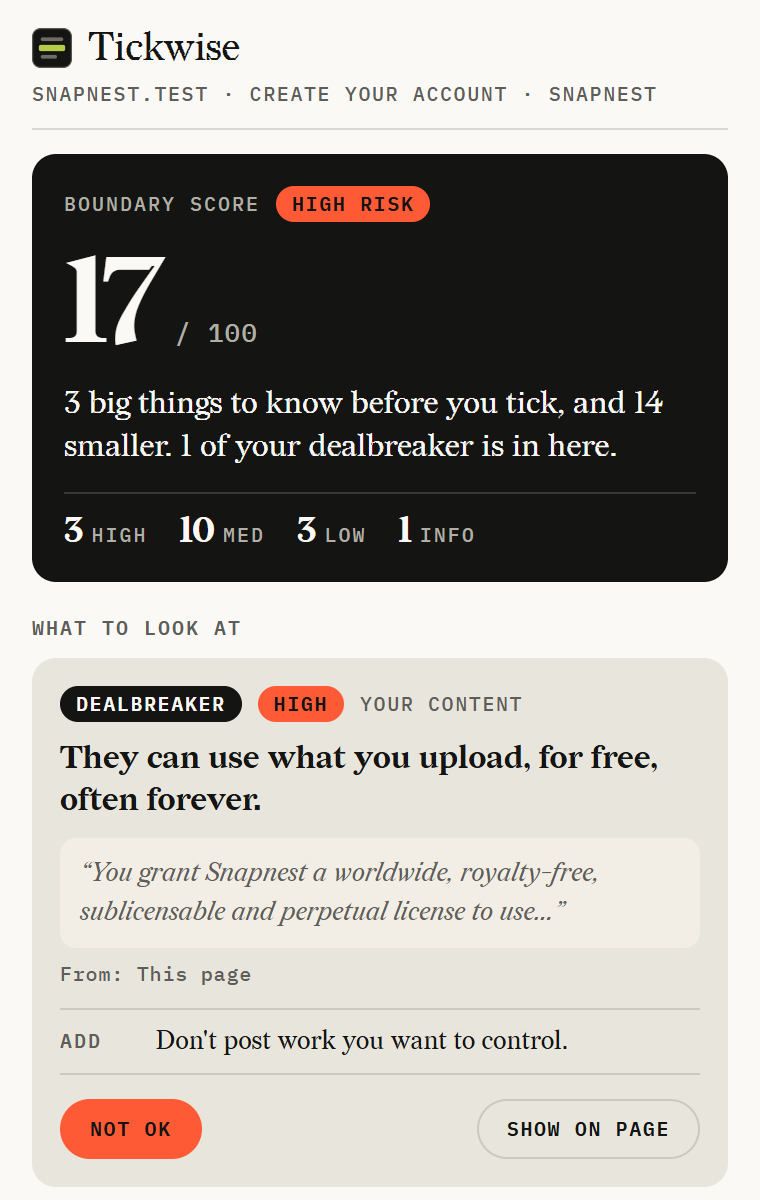 Tickwise
SNAPNEST.TEST · CREATE YOUR ACCOUNT · SNAPNEST
BOUNDARY SCORE HIGH RISK
17 / 100
3 big things to know before you tick, and 14
smaller. 1 of your dealbreaker is in here.
3 HIGH 10 MED 3 LOW 1 INFO
WHAT TO LOOK AT
DEALBREAKER HIGH YOUR CONTENT
They can use what you upload, for free,
often forever.
“You grant Snapnest a worldwide, royalty-free,
sublicensable and perpetual license to use...”
From: This page
ADD Don't post work you want to control.
NOT OK SHOW ON PAGE